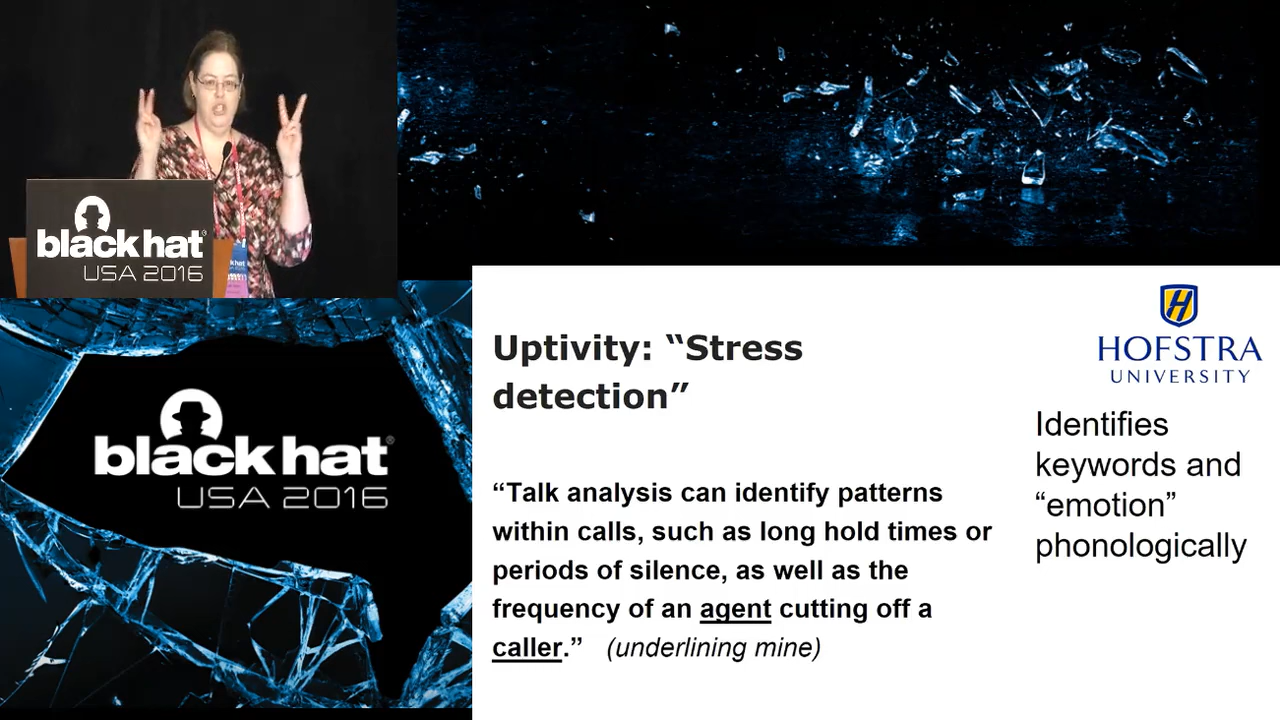 black hat®
USA 2016
black hat®
USA 2016
HOFSTRA
UNIVERSITY
Uptivity: “Stress
detection”
“Talk analysis can identify patterns
within calls, such as long hold times or
periods of silence, as well as the
frequency of an agent cutting off a
caller.” (underlining mine)
Identifies
keywords and
“emotion”
phonologically